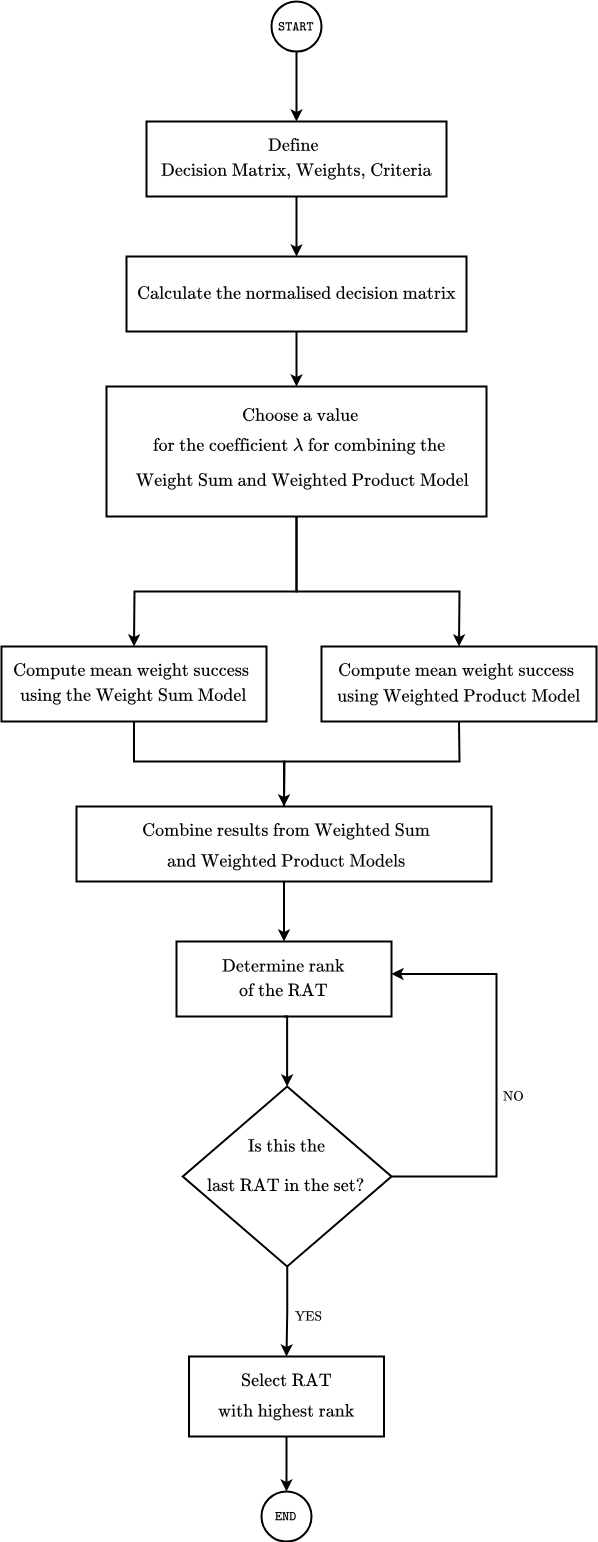 START
Define
Decision Matrix, Weights, Criteria
Calculate the normalised decision matrix
Choose a value
for the coefficient λ for combining the
Weight Sum and Weighted Product Model
Compute mean weight success
using the Weight Sum Model
Compute mean weight success
using Weighted Product Model
Combine results from Weighted Sum
and Weighted Product Models
Determine rank
of the RAT
NO
Is this the
last RAT in the set?
YES
Select RAT
with highest rank
END